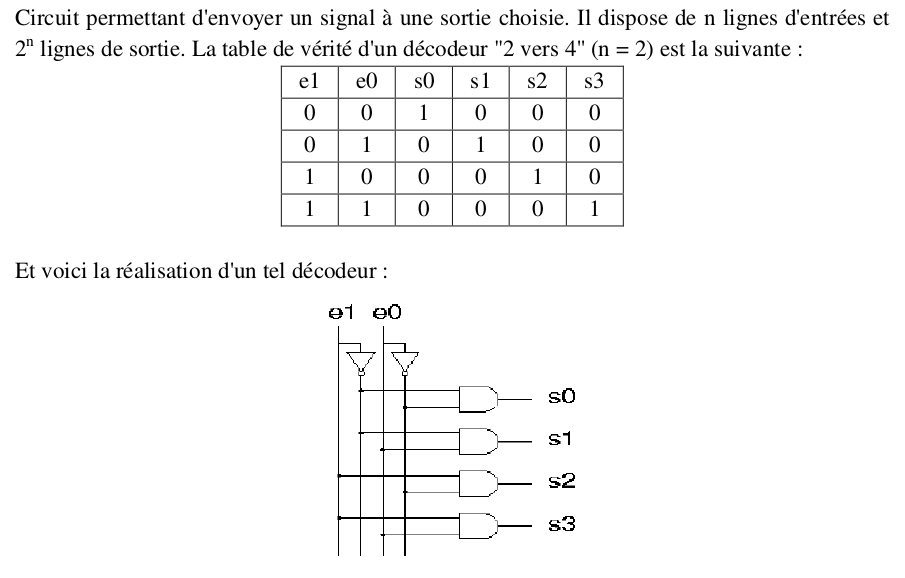 Circuit permettant d'envoyer un signal à une sortie choisie. Il dispose de n lignes d'entrées et
2ⁿ lignes de sortie. La table de vérité d'un décodeur "2 vers 4" (n = 2) est la suivante :
e1 e0 s0 s1 s2 s3
0 0 1 0 0 0
0 1 0 1 0 0
1 0 0 0 1 0
1 1 0 0 0 1
Et voici la réalisation d'un tel décodeur :
e1 e0
s0
s1
s2
s3